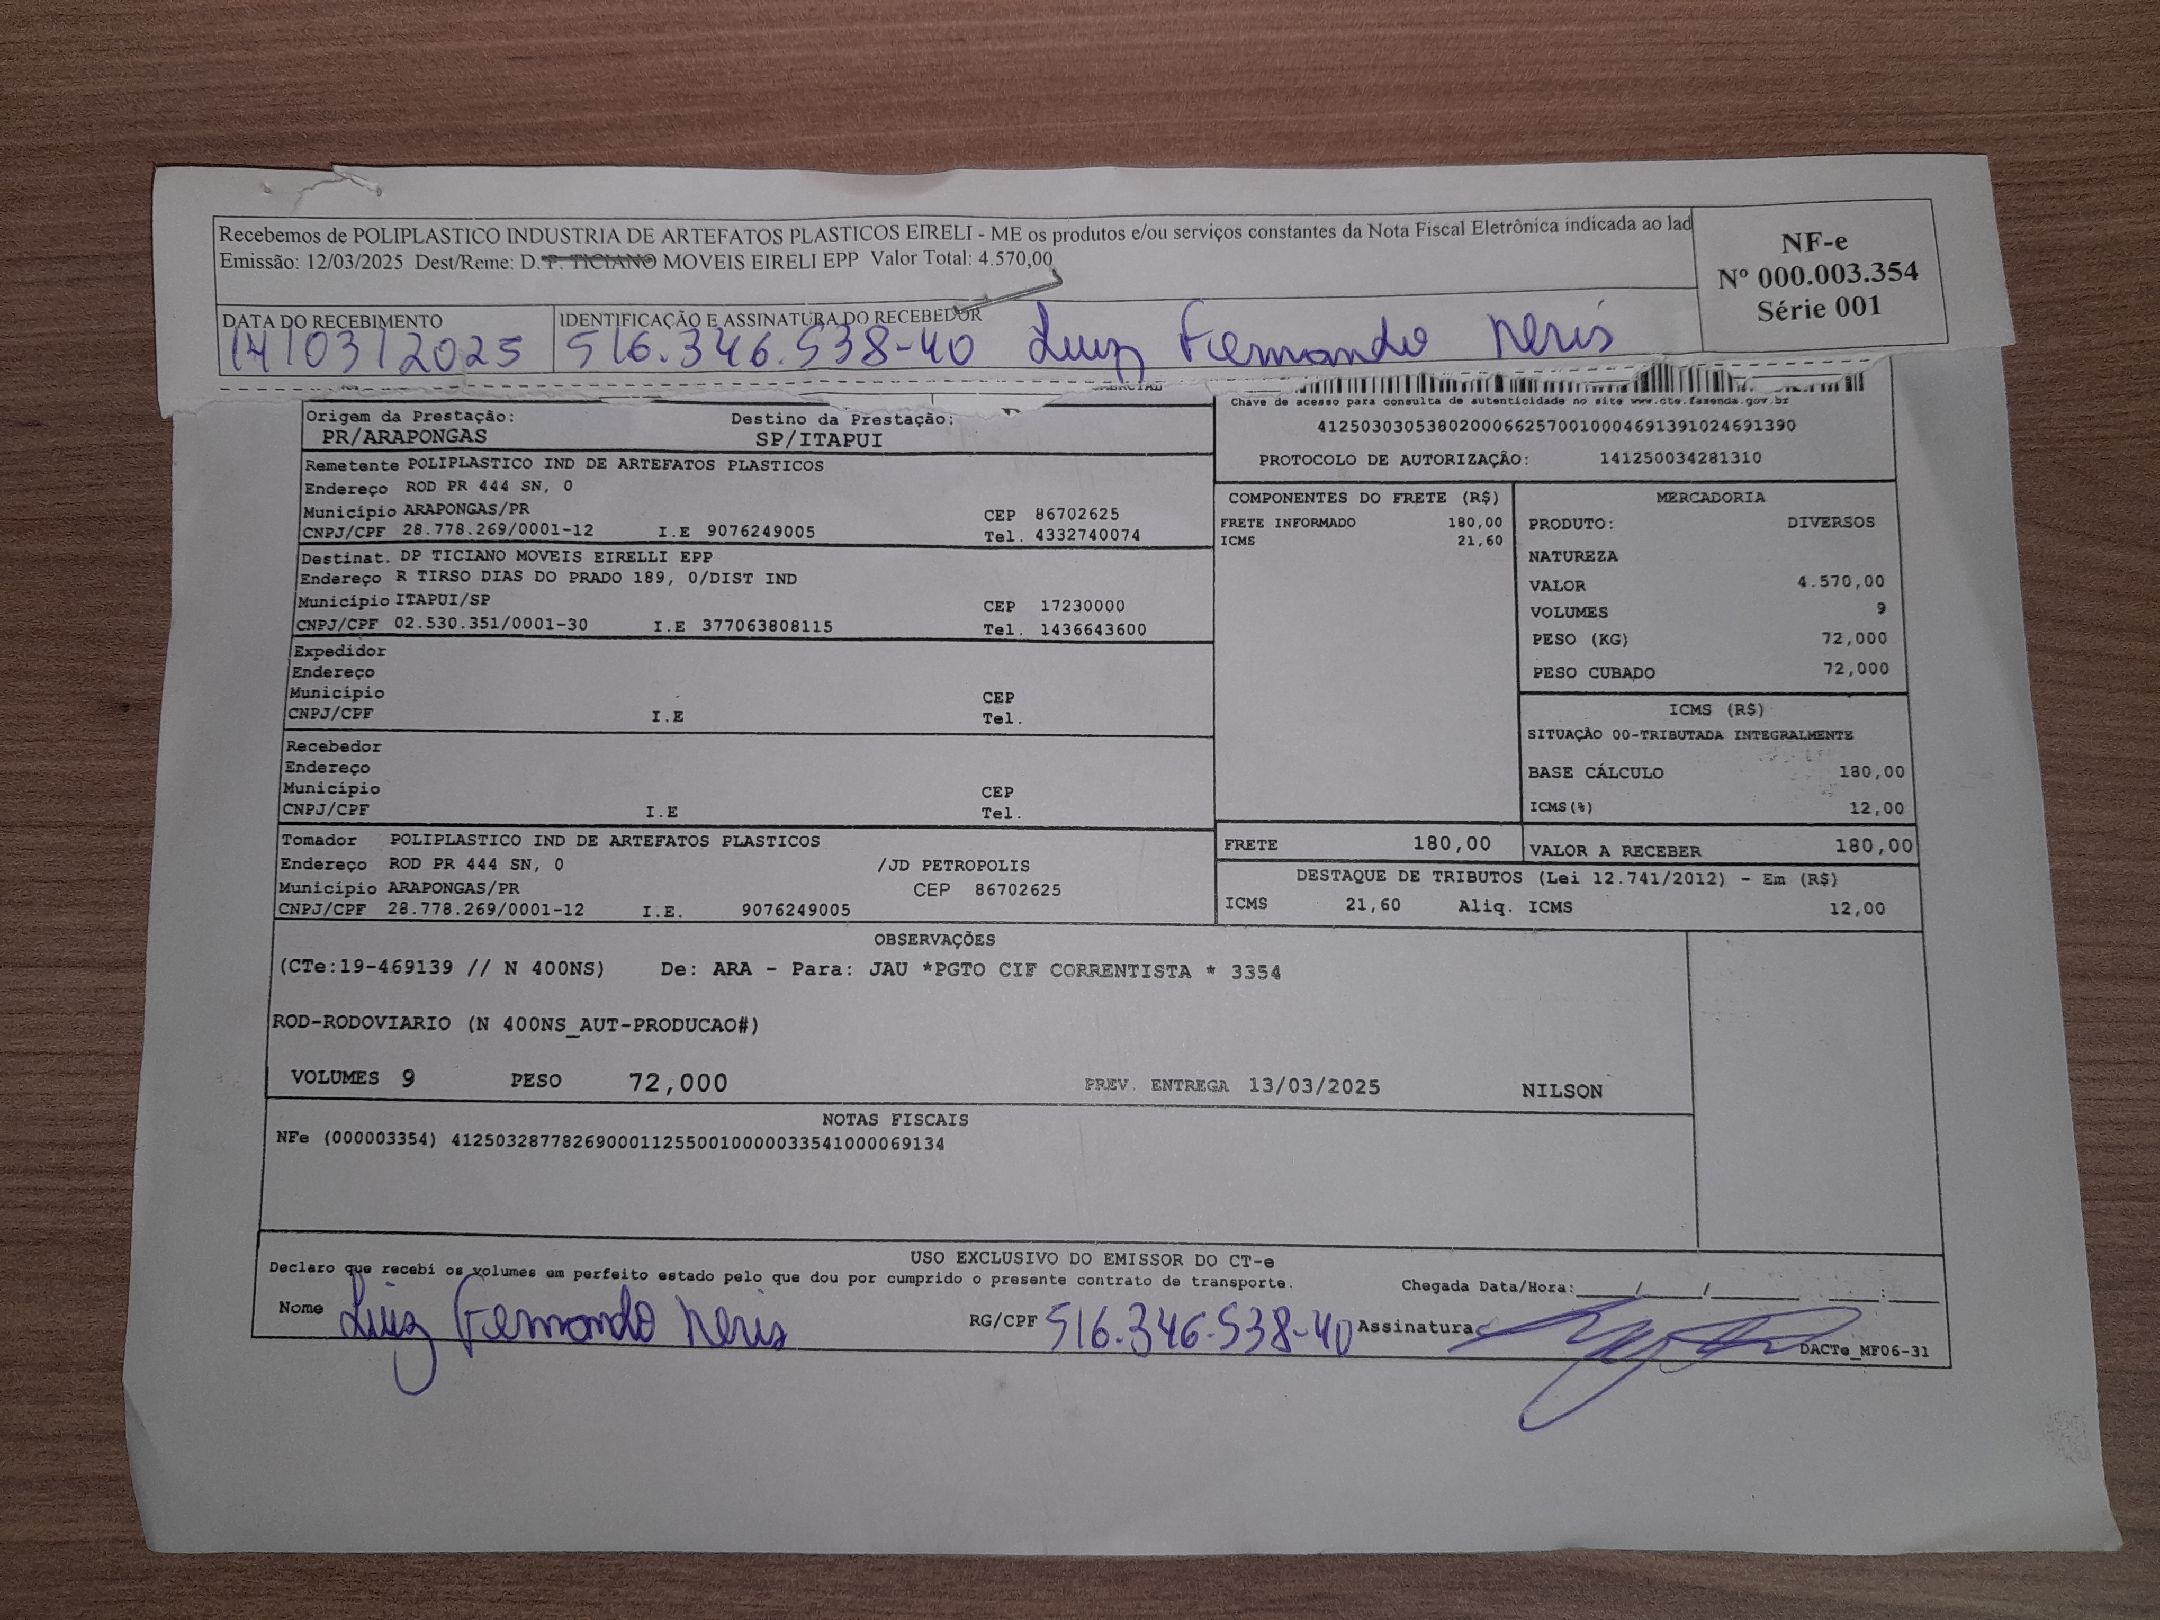 Recebemos de POLIPLASTICO INDUSTRIA DE ARTEFATOS PLASTICOS EIRELI - ME os produtos e/ou serviços constantes da Nota Fiscal Eletrônica indicada ao lad
Emissão: 12/03/2025 Dest/Reme: D. P. TICIANO MOVEIS EIRELI EPP Valor Total: 4.570,00
NF-e
Nº 000.003.354
Série 001
DATA DO RECEBIMENTO
14/03/2025
IDENTIFICAÇÃO E ASSINATURA DO RECEBEDOR
516.346.538-40 Luiz Fernando Neris
Origem da Prestação:
PR/ARAPONGAS
Destino da Prestação:
SP/ITAPUI
Chave de acesso para consulta de autenticidade no site www.cte.fazenda.gov.br
41250303053802000662570010004691391024691390
PROTOCOLO DE AUTORIZAÇÃO: 141250034281310
Remetente POLIPLASTICO IND DE ARTEFATOS PLASTICOS
Endereço ROD PR 444 SN, 0
Município ARAPONGAS/PR CEP 86702625
CNPJ/CPF 28.778.269/0001-12 I.E 9076249005 Tel. 4332740074
Destinat. DP TICIANO MOVEIS EIRELLI EPP
Endereço R TIRSO DIAS DO PRADO 189, 0/DIST IND
Município ITAPUI/SP CEP 17230000
CNPJ/CPF 02.530.351/0001-30 I.E 377063808115 Tel. 1436643600
Expedidor
Endereço
Município CEP
CNPJ/CPF I.E Tel.
Recebedor
Endereço
Município CEP
CNPJ/CPF I.E Tel.
Tomador POLIPLASTICO IND DE ARTEFATOS PLASTICOS
Endereço ROD PR 444 SN, 0 /JD PETROPOLIS
Município ARAPONGAS/PR CEP 86702625
CNPJ/CPF 28.778.269/0001-12 I.E. 9076249005
COMPONENTES DO FRETE (R$)
FRETE INFORMADO 180,00
ICMS 21,60
MERCADORIA
PRODUTO: DIVERSOS
NATUREZA
VALOR 4.570,00
VOLUMES 9
PESO (KG) 72,000
PESO CUBADO 72,000
ICMS (R$)
SITUAÇÃO 00-TRIBUTADA INTEGRALMENTE
BASE CÁLCULO 180,00
ICMS(%) 12,00
FRETE 180,00
VALOR A RECEBER 180,00
DESTAQUE DE TRIBUTOS (Lei 12.741/2012) - Em (R$)
ICMS 21,60 Aliq. ICMS 12,00
OBSERVAÇÕES
(CTe:19-469139 // N 400NS) De: ARA - Para: JAU *PGTO CIF CORRENTISTA * 3354
ROD-RODOVIARIO (N 400NS_AUT-PRODUCAO#)
VOLUMES 9 PESO 72,000 PREV. ENTREGA 13/03/2025 NILSON
NOTAS FISCAIS
NFe (000003354) 41250328778269000112550010000033541000069134
USO EXCLUSIVO DO EMISSOR DO CT-e
Declaro que recebi os volumes em perfeito estado pelo que dou por cumprido o presente contrato de transporte.
Chegada Data/Hora:____/____/______ ___:___
Nome Luiz Fernando Neris RG/CPF 516.346.538-40 Assinatura
DACTe_MF06-31